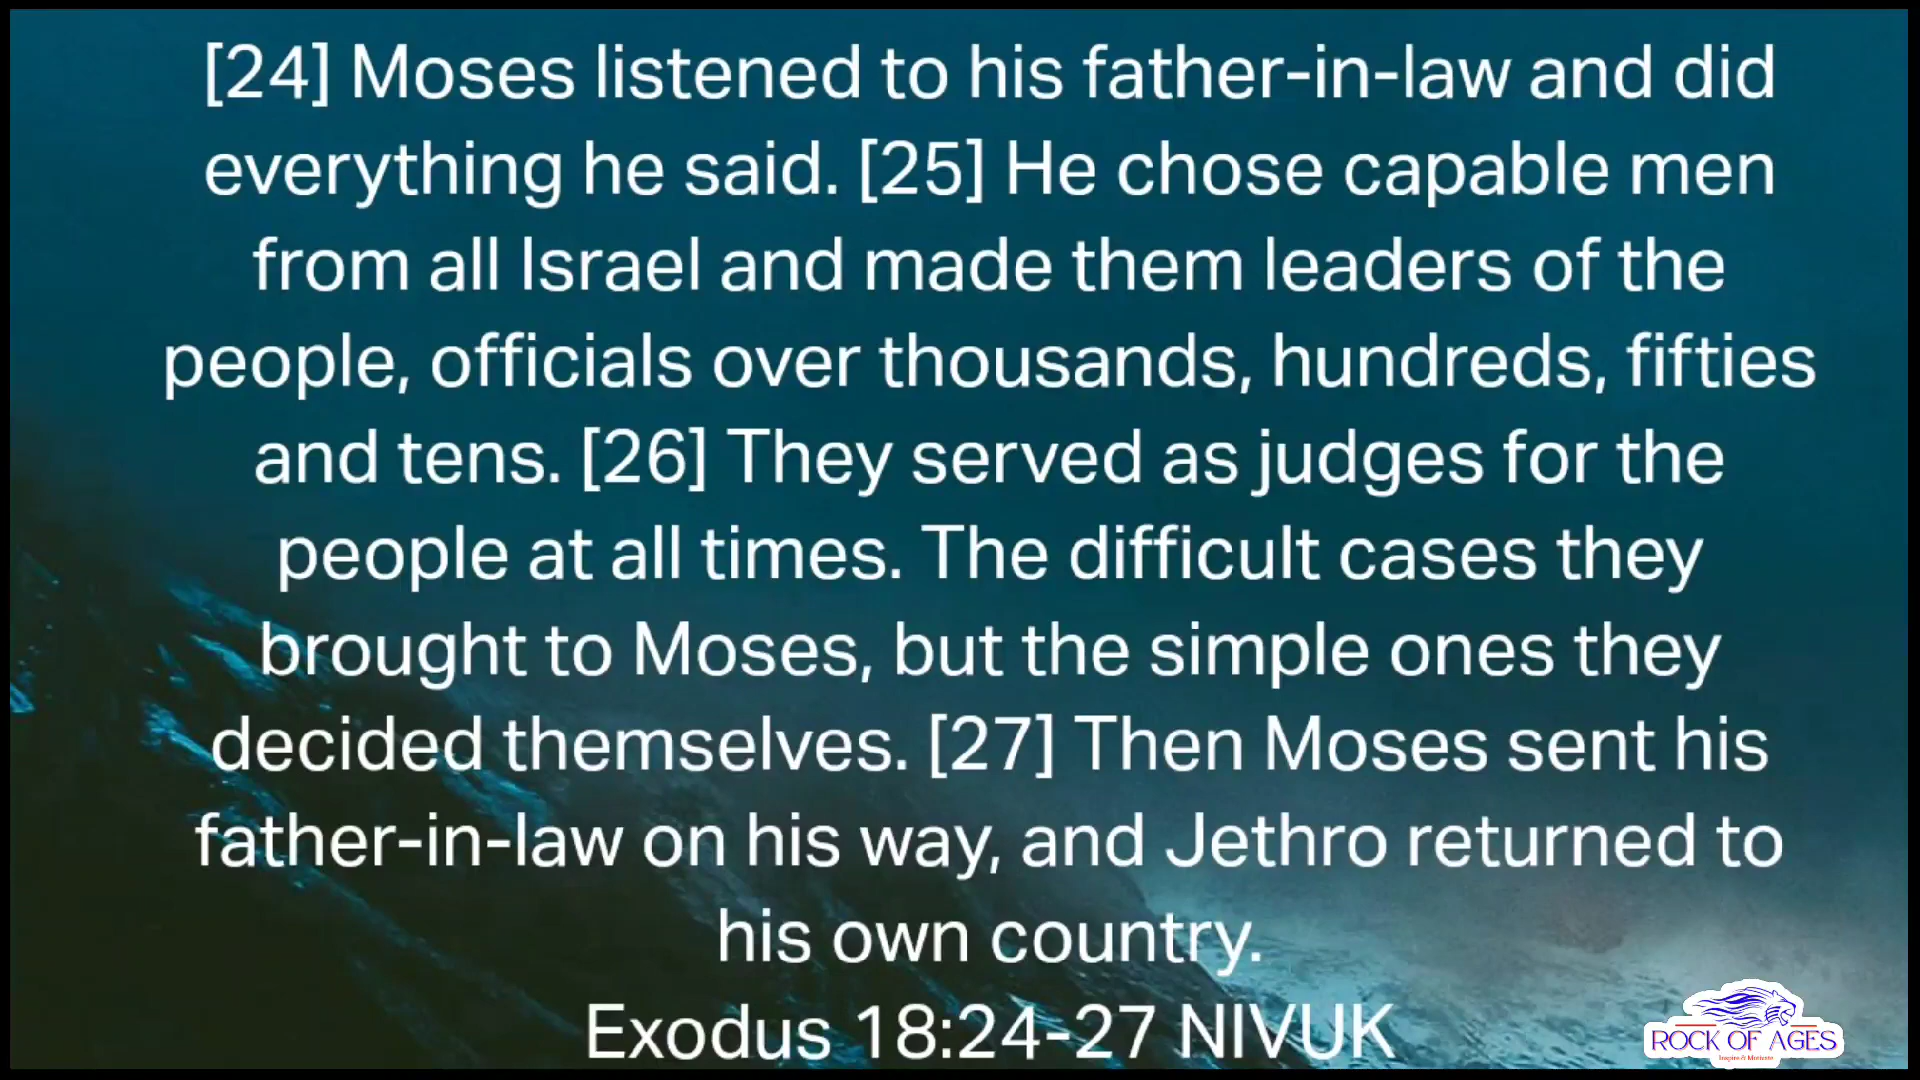 [24] Moses listened to his father-in-law and did
everything he said. [25] He chose capable men
from all Israel and made them leaders of the
people, officials over thousands, hundreds, fifties
and tens. [26] They served as judges for the
people at all times. The difficult cases they
brought to Moses, but the simple ones they
decided themselves. [27] Then Moses sent his
father-in-law on his way, and Jethro returned to
his own country.
Exodus 18:24-27 NIVUK
ROCK OF AGES
Inspire & Motivate